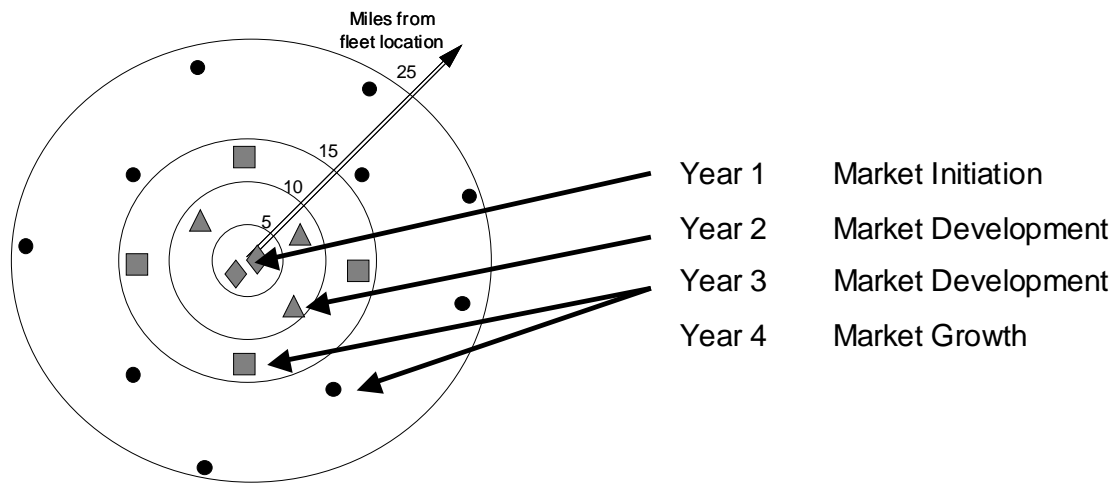 Miles from
fleet location
25
15
10
5
Year 1 Market Initiation
Year 2 Market Development
Year 3 Market Development
Year 4 Market Growth